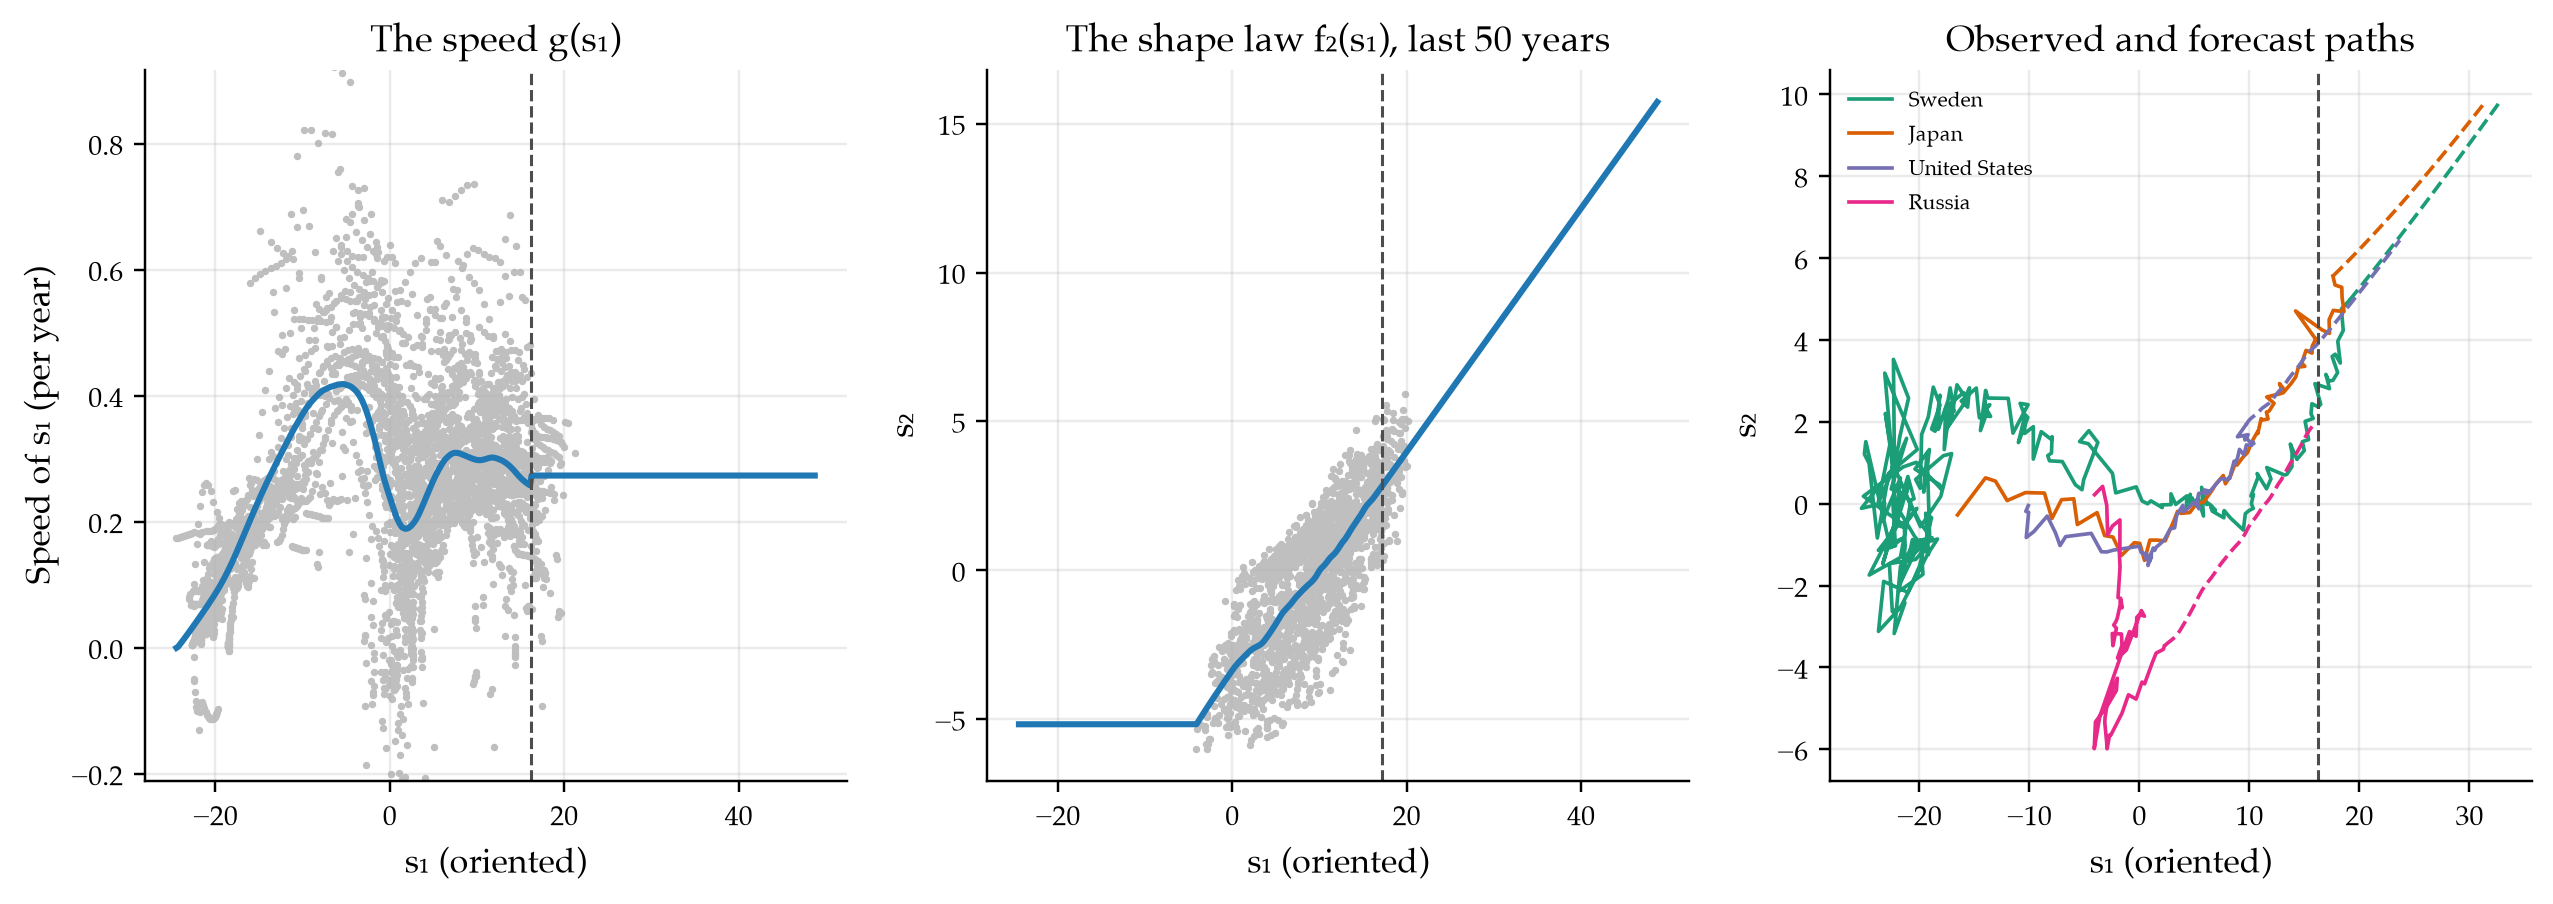 The speed g(s₁)
Speed of s₁ (per year)
0.8
0.6
0.4
0.2
0.0
−0.2
−20
0
20
40
s₁ (oriented)
The shape law f₂(s₁), last 50 years
s₂
15
10
5
0
−5
−20
0
20
40
s₁ (oriented)
Observed and forecast paths
s₂
10
8
6
4
2
0
−2
−4
−6
Sweden
Japan
United States
Russia
−20
−10
0
10
20
30
s₁ (oriented)